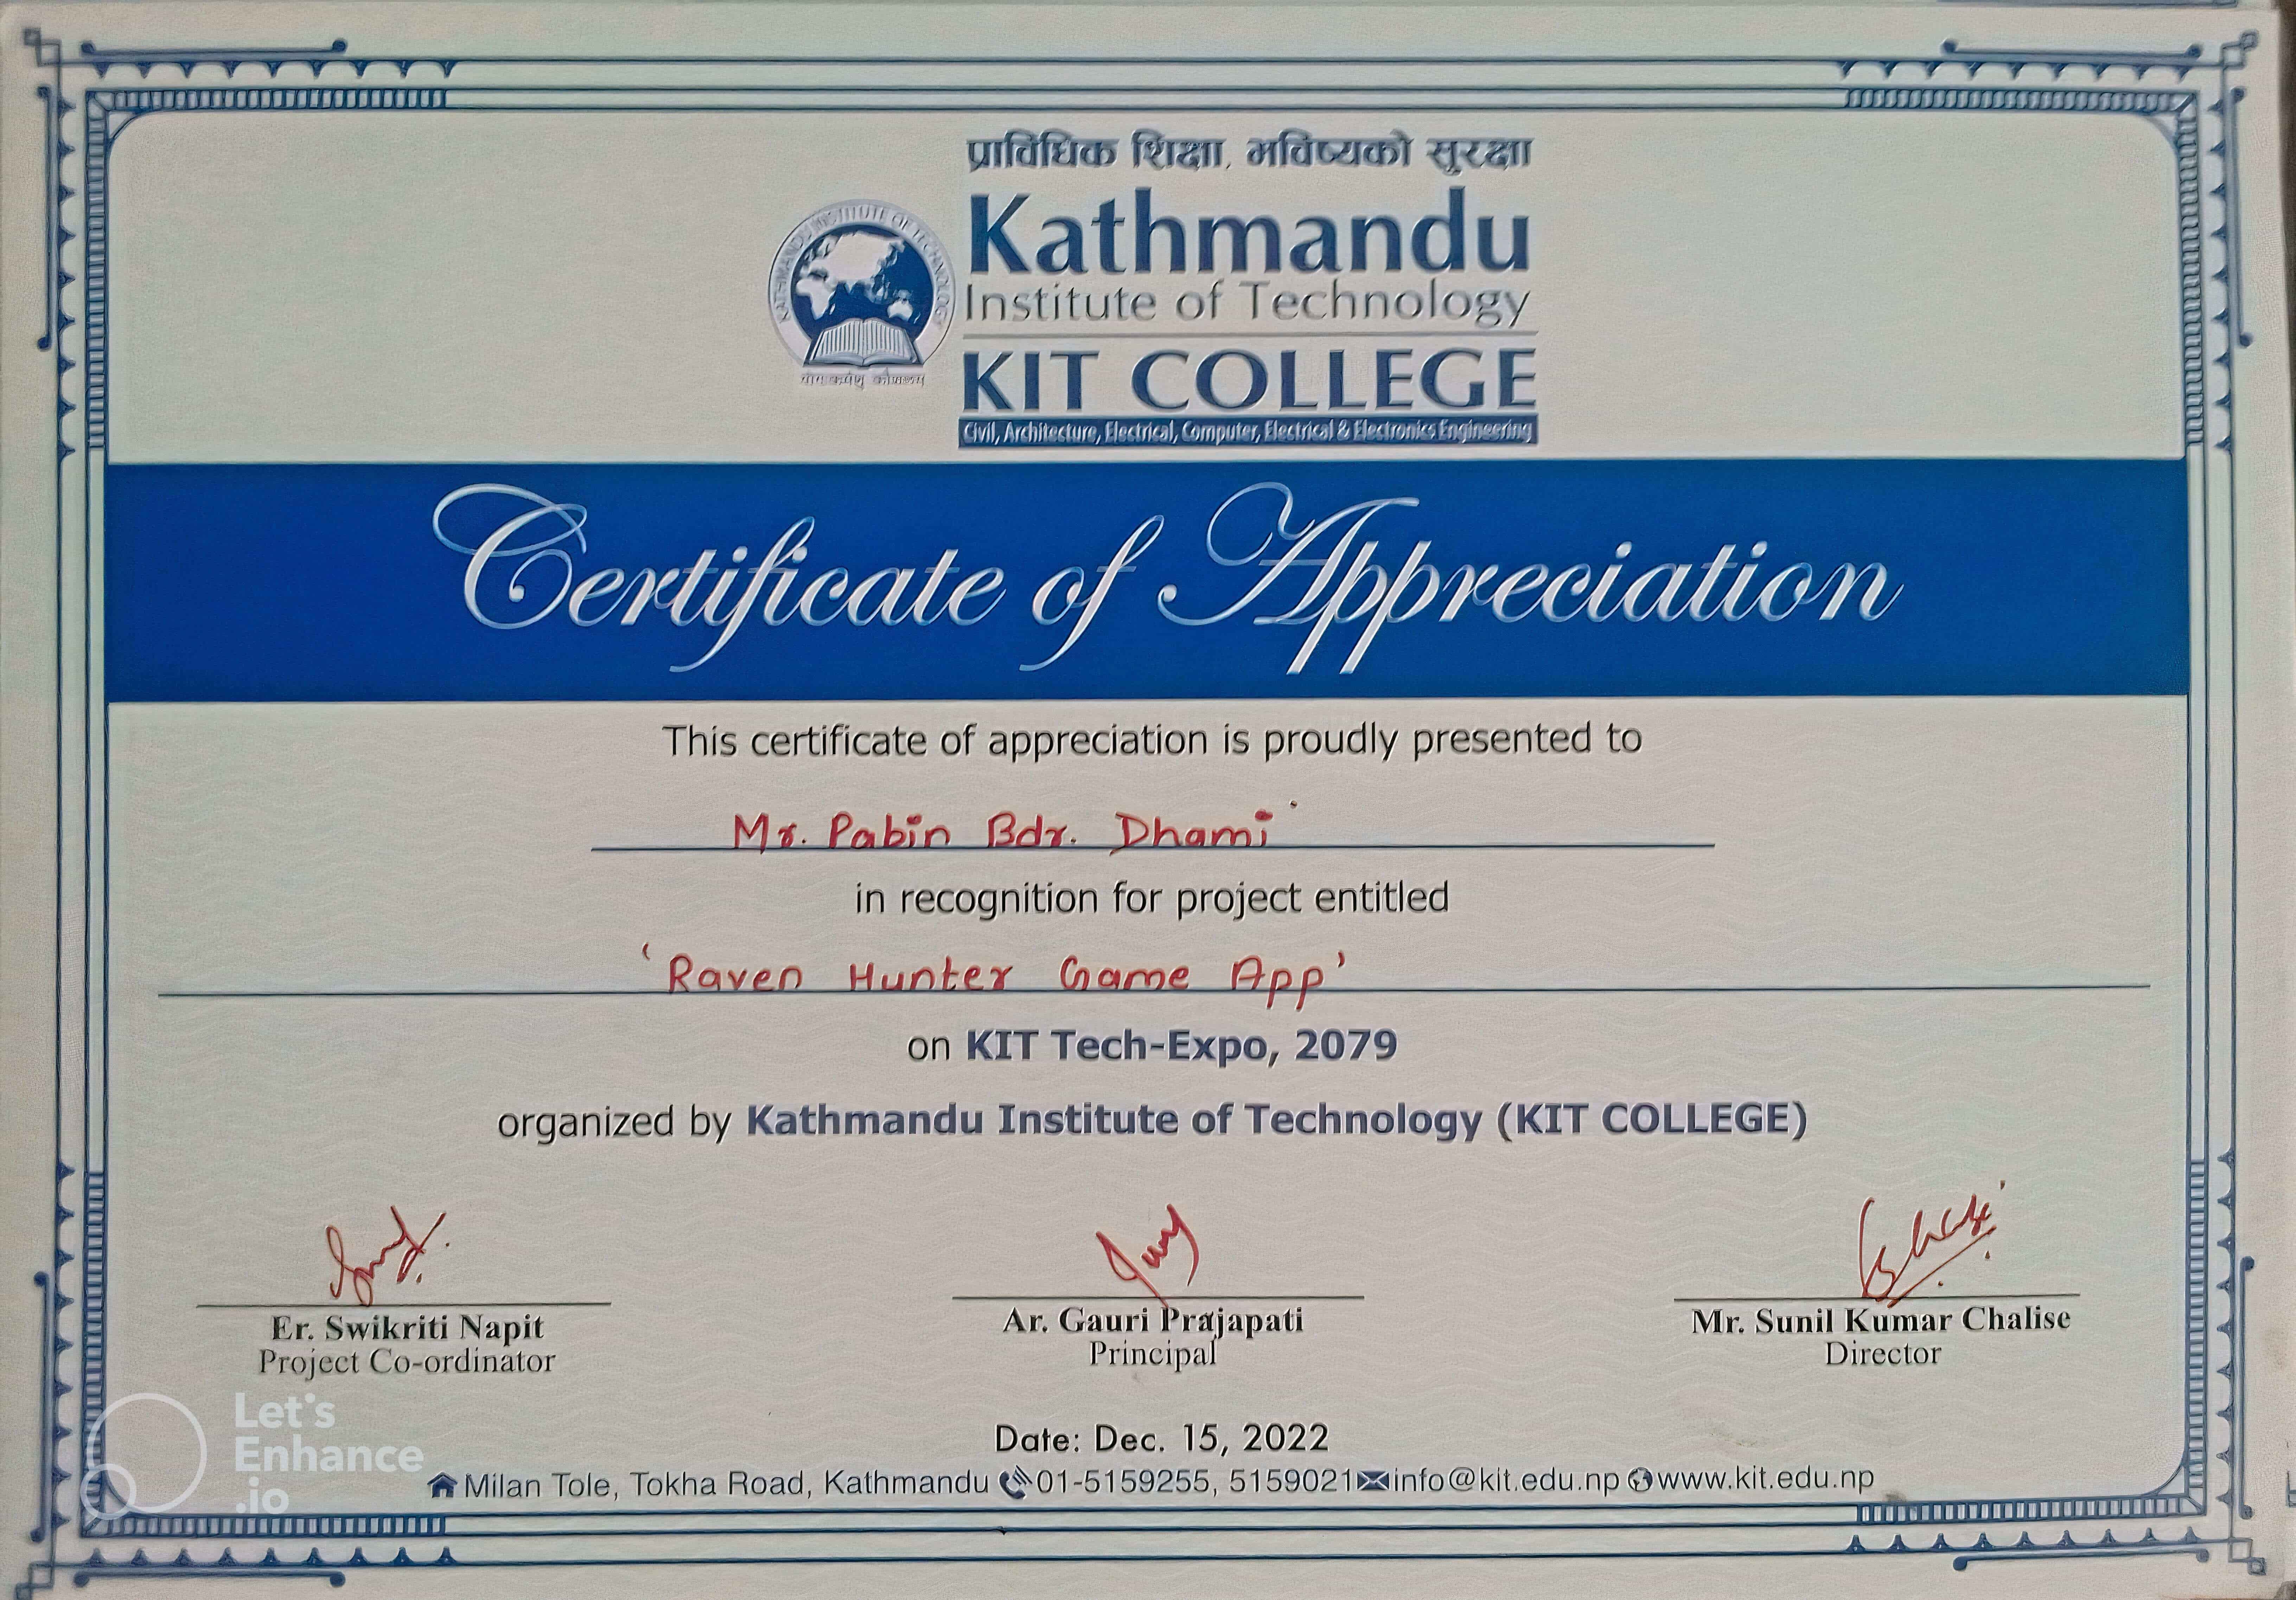 प्राविधिक शिक्षा, भविष्यको सुरक्षा
KATHMANDU INSTITUTE OF TECHNOLOGY
Kathmandu
Institute of Technology
KIT COLLEGE
Civil, Architecture, Electrical, Computer, Electrical & Electronics Engineering
Certificate of Appreciation
This certificate of appreciation is proudly presented to
Mr. Pabin Bdr. Dhami
in recognition for project entitled
'Raven Hunter Game App'
on KIT Tech-Expo, 2079
organized by Kathmandu Institute of Technology (KIT COLLEGE)
Er. Swikriti Napit
Project Co-ordinator
Ar. Gauri Prajapati
Principal
Mr. Sunil Kumar Chalise
Director
Let's
Enhance
.io
Date: Dec. 15, 2022
Milan Tole, Tokha Road, Kathmandu 01-5159255, 5159021 info@kit.edu.np www.kit.edu.np